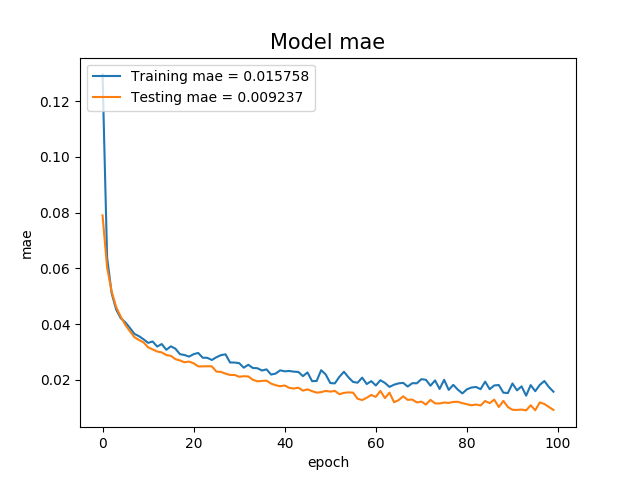 Model mae
Training mae = 0.015758
Testing mae = 0.009237
0.12
0.10
0.08
0.06
0.04
0.02
mae
0 20 40 60 80 100
epoch